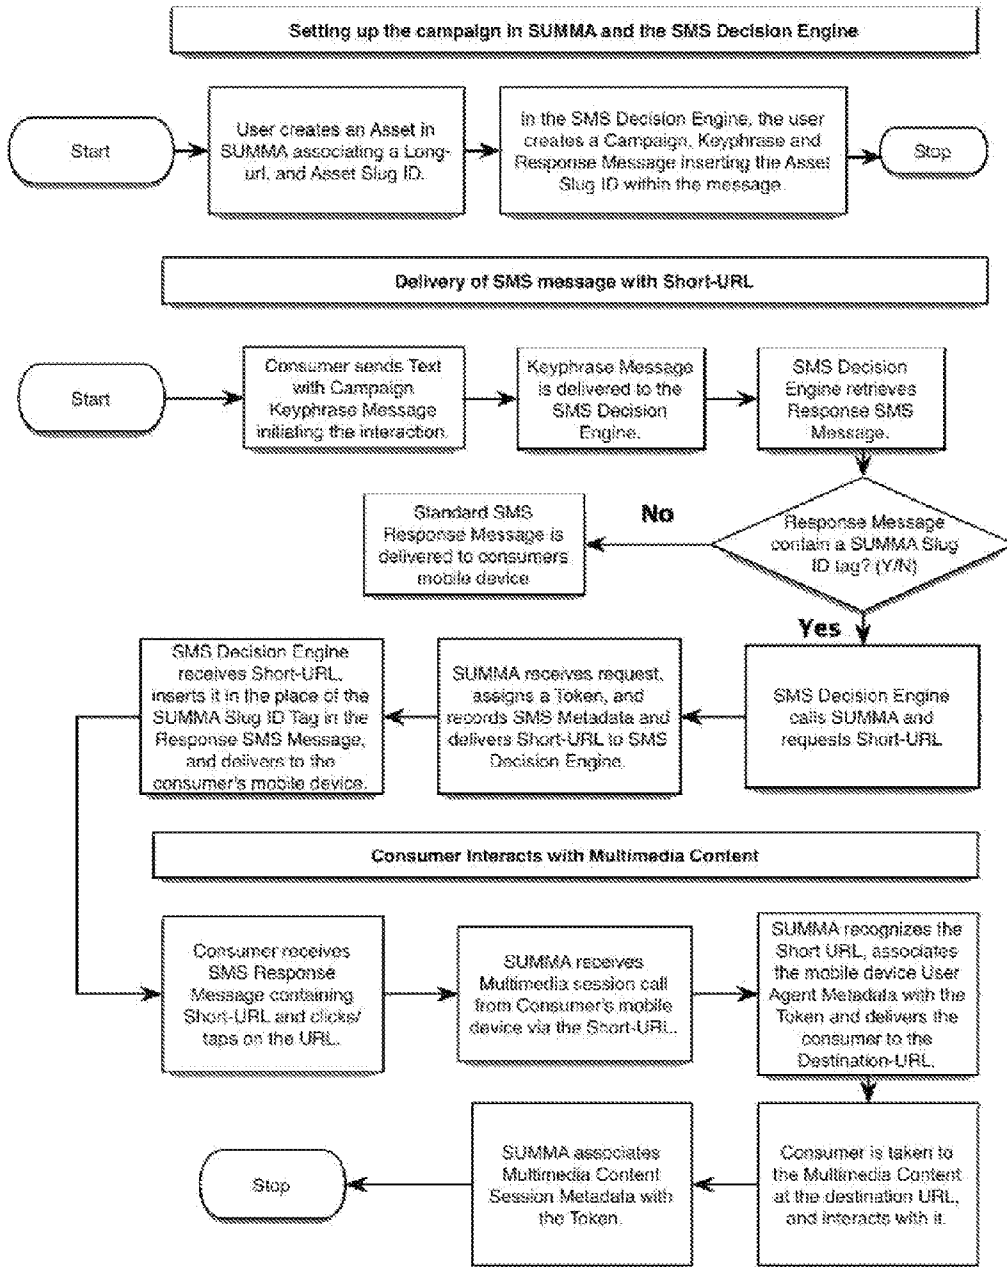 Setting up the campaign in SUMMA and the SMS Decision Engine
Start
User creates an Asset in
SUMMA associating a Long-
url, and Asset Slug ID.
In the SMS Decision Engine, the user
creates a Campaign, Keyphrase and
Response Message inserting the Asset
Slug ID within the message.
Stop
Delivery of SMS message with Short-URL
Start
Consumer sends Text
with Campaign
Keyphrase Message
initiating the interaction.
Keyphrase Message
is delivered to the
SMS Decision
Engine.
SMS Decision
Engine retrieves
Response SMS
Message.
Response Message
contain a SUMMA Slug
ID tag? (Y/N)
No
Standard SMS
Response Message is
delivered to consumers
mobile device
Yes
SMS Decision Engine
calls SUMMA and
requests Short-URL
SUMMA receives request,
assigns a Token, and
records SMS Metadata and
delivers Short-URL to SMS
Decision Engine.
SMS Decision Engine
receives Short-URL,
inserts it in the place of the
SUMMA Slug ID Tag in the
Response SMS Message,
and delivers to the
consumer's mobile device.
Consumer Interacts with Multimedia Content
Consumer receives
SMS Response
Message containing
Short-URL and clicks/
taps on the URL.
SUMMA receives
Multimedia session call
from Consumer's mobile
device via the Short-URL.
SUMMA recognizes the
Short URL, associates
the mobile device User
Agent Metadata with the
Token and delivers the
consumer to the
Destination-URL.
Consumer is taken to
the Multimedia Content
at the destination URL,
and interacts with it.
SUMMA associates
Multimedia Content
Session Metadata with
the Token.
Stop